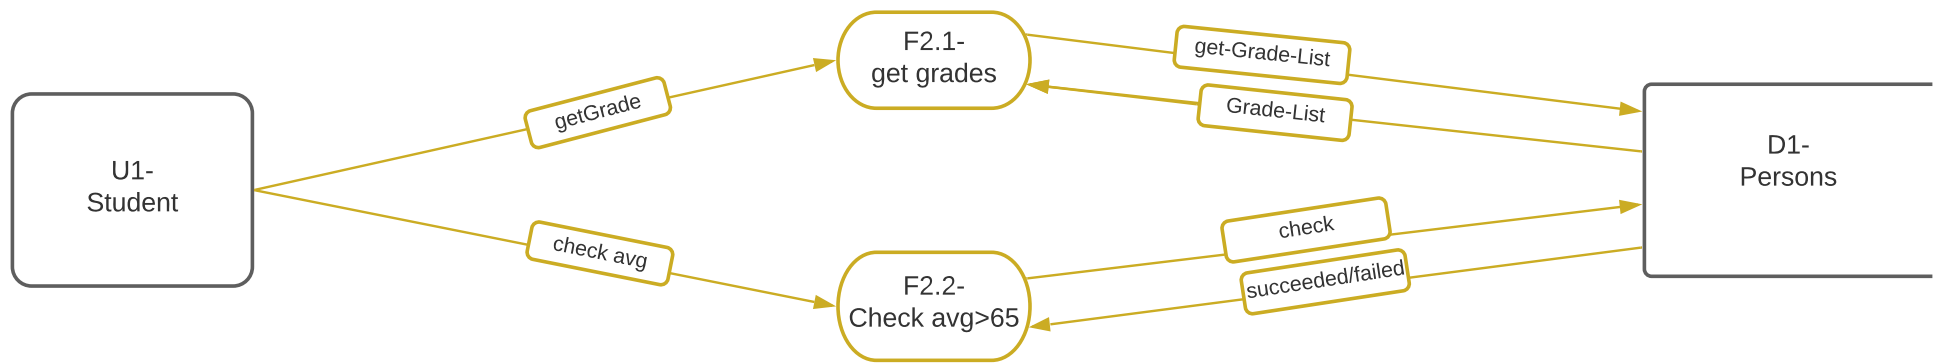 U1-
Student
getGrade
check avg
F2.1-
get grades
F2.2-
Check avg>65
get-Grade-List
Grade-List
check
succeeded/failed
D1-
Persons